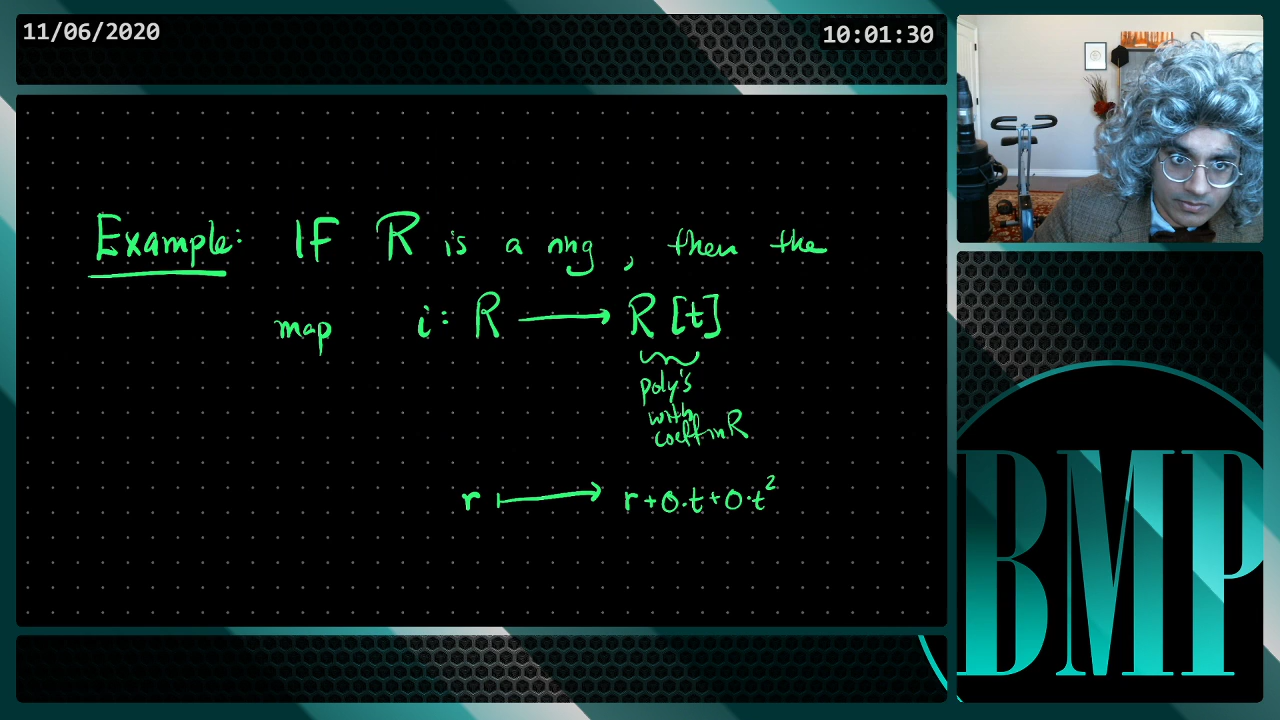 11/06/2020
10:01:30
Example: IF R is a ring, then the
map i: R ⟶ R[t]
poly's
with
coeff in R
r ⟼ r+0·t+0·t²
BMP